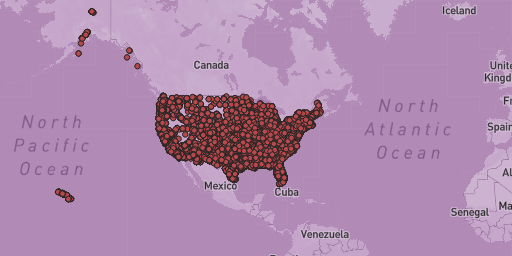 Iceland
Canada
United
Kingdom
North
Pacific
Ocean
North
Atlantic
Ocean
Spain
Mexico
Cuba
Senegal
Venezuela